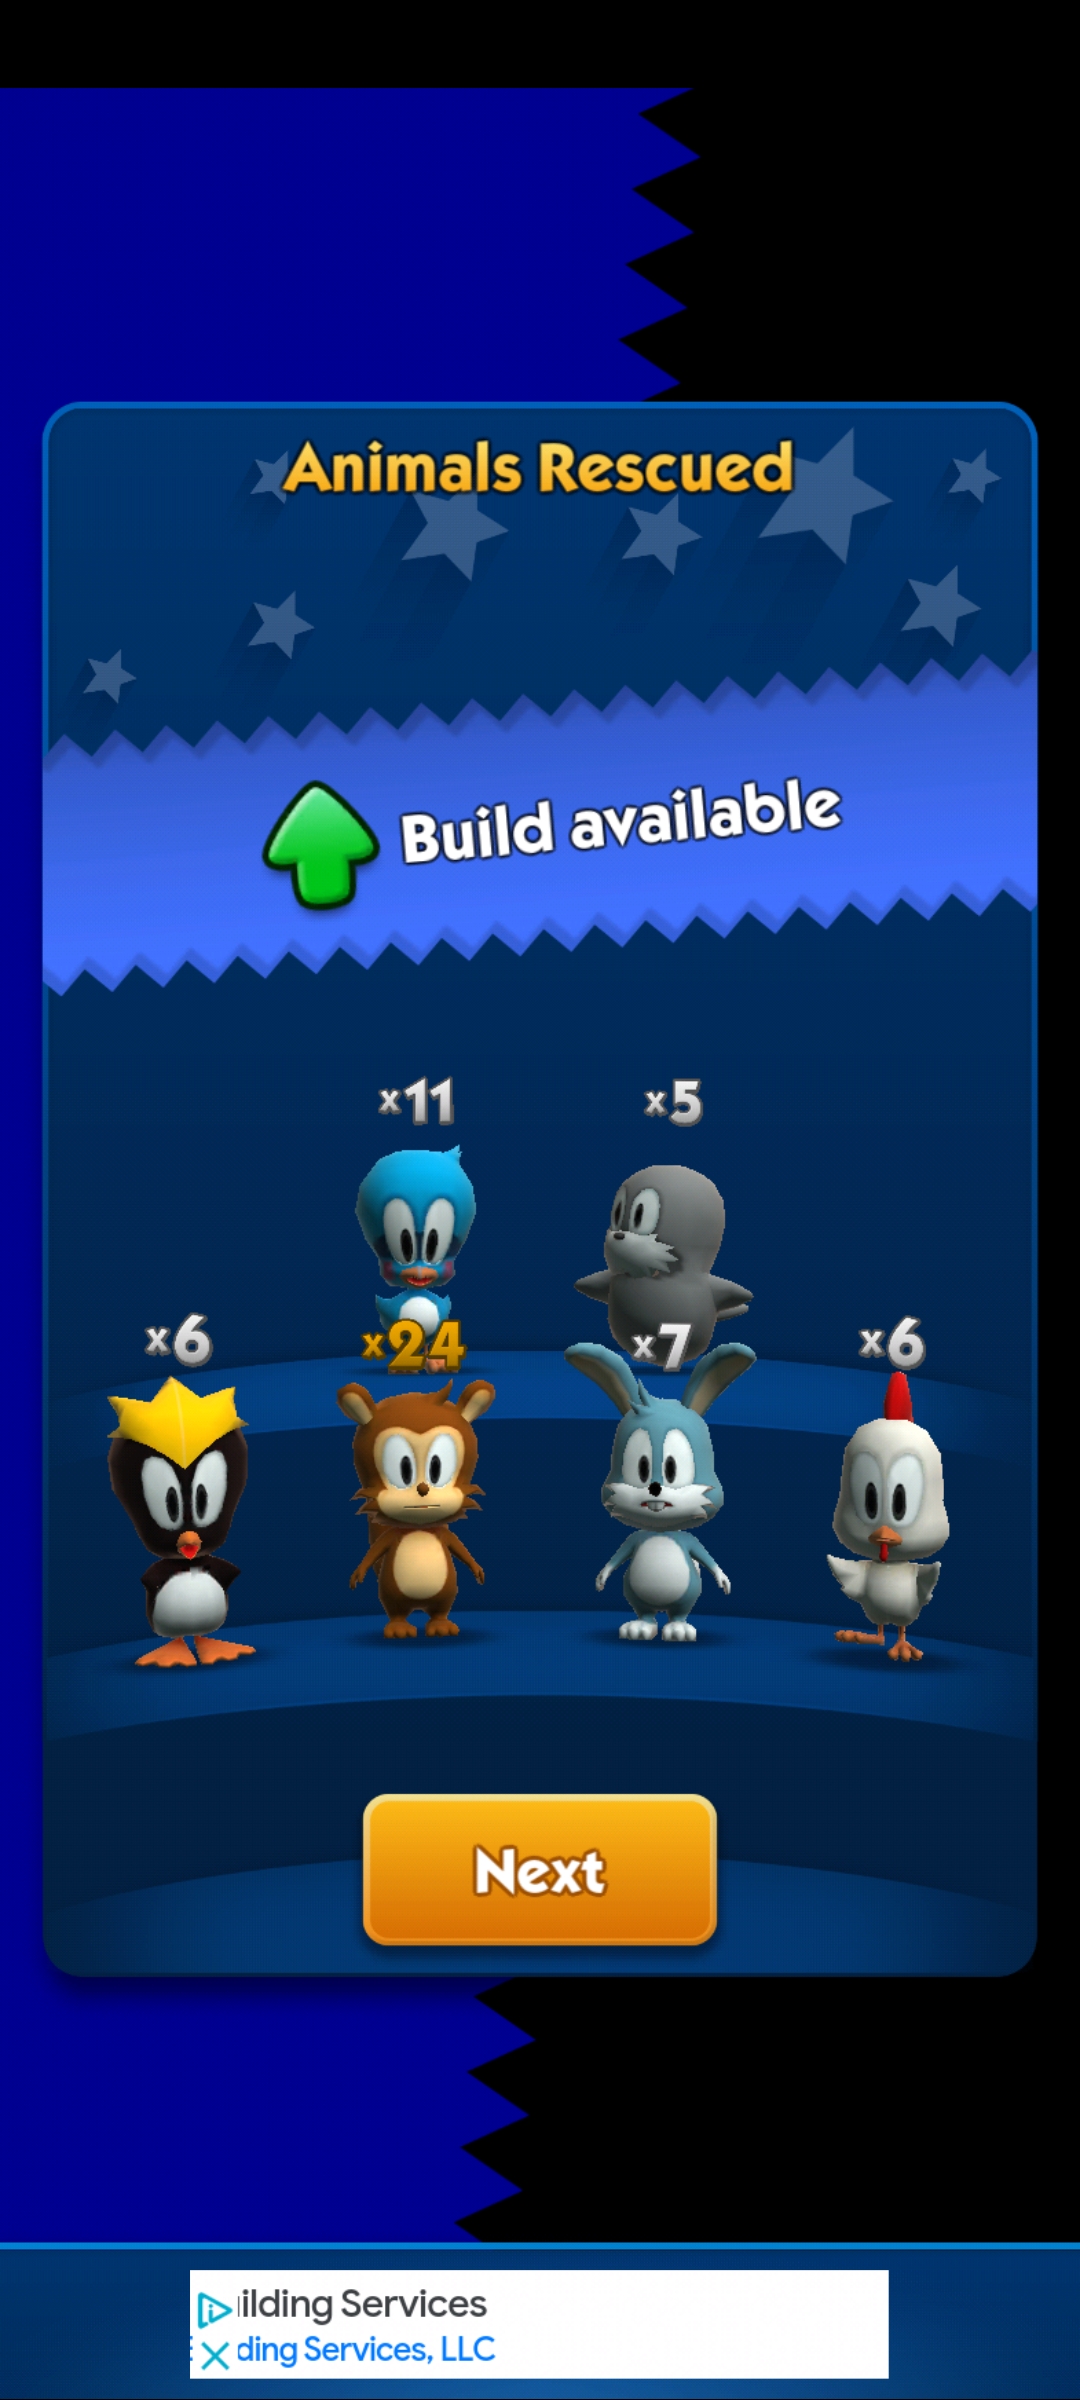 Animals Rescued
Build available
x11
x5
x6
x24
x7
x6
Next
ilding Services
ding Services, LLC